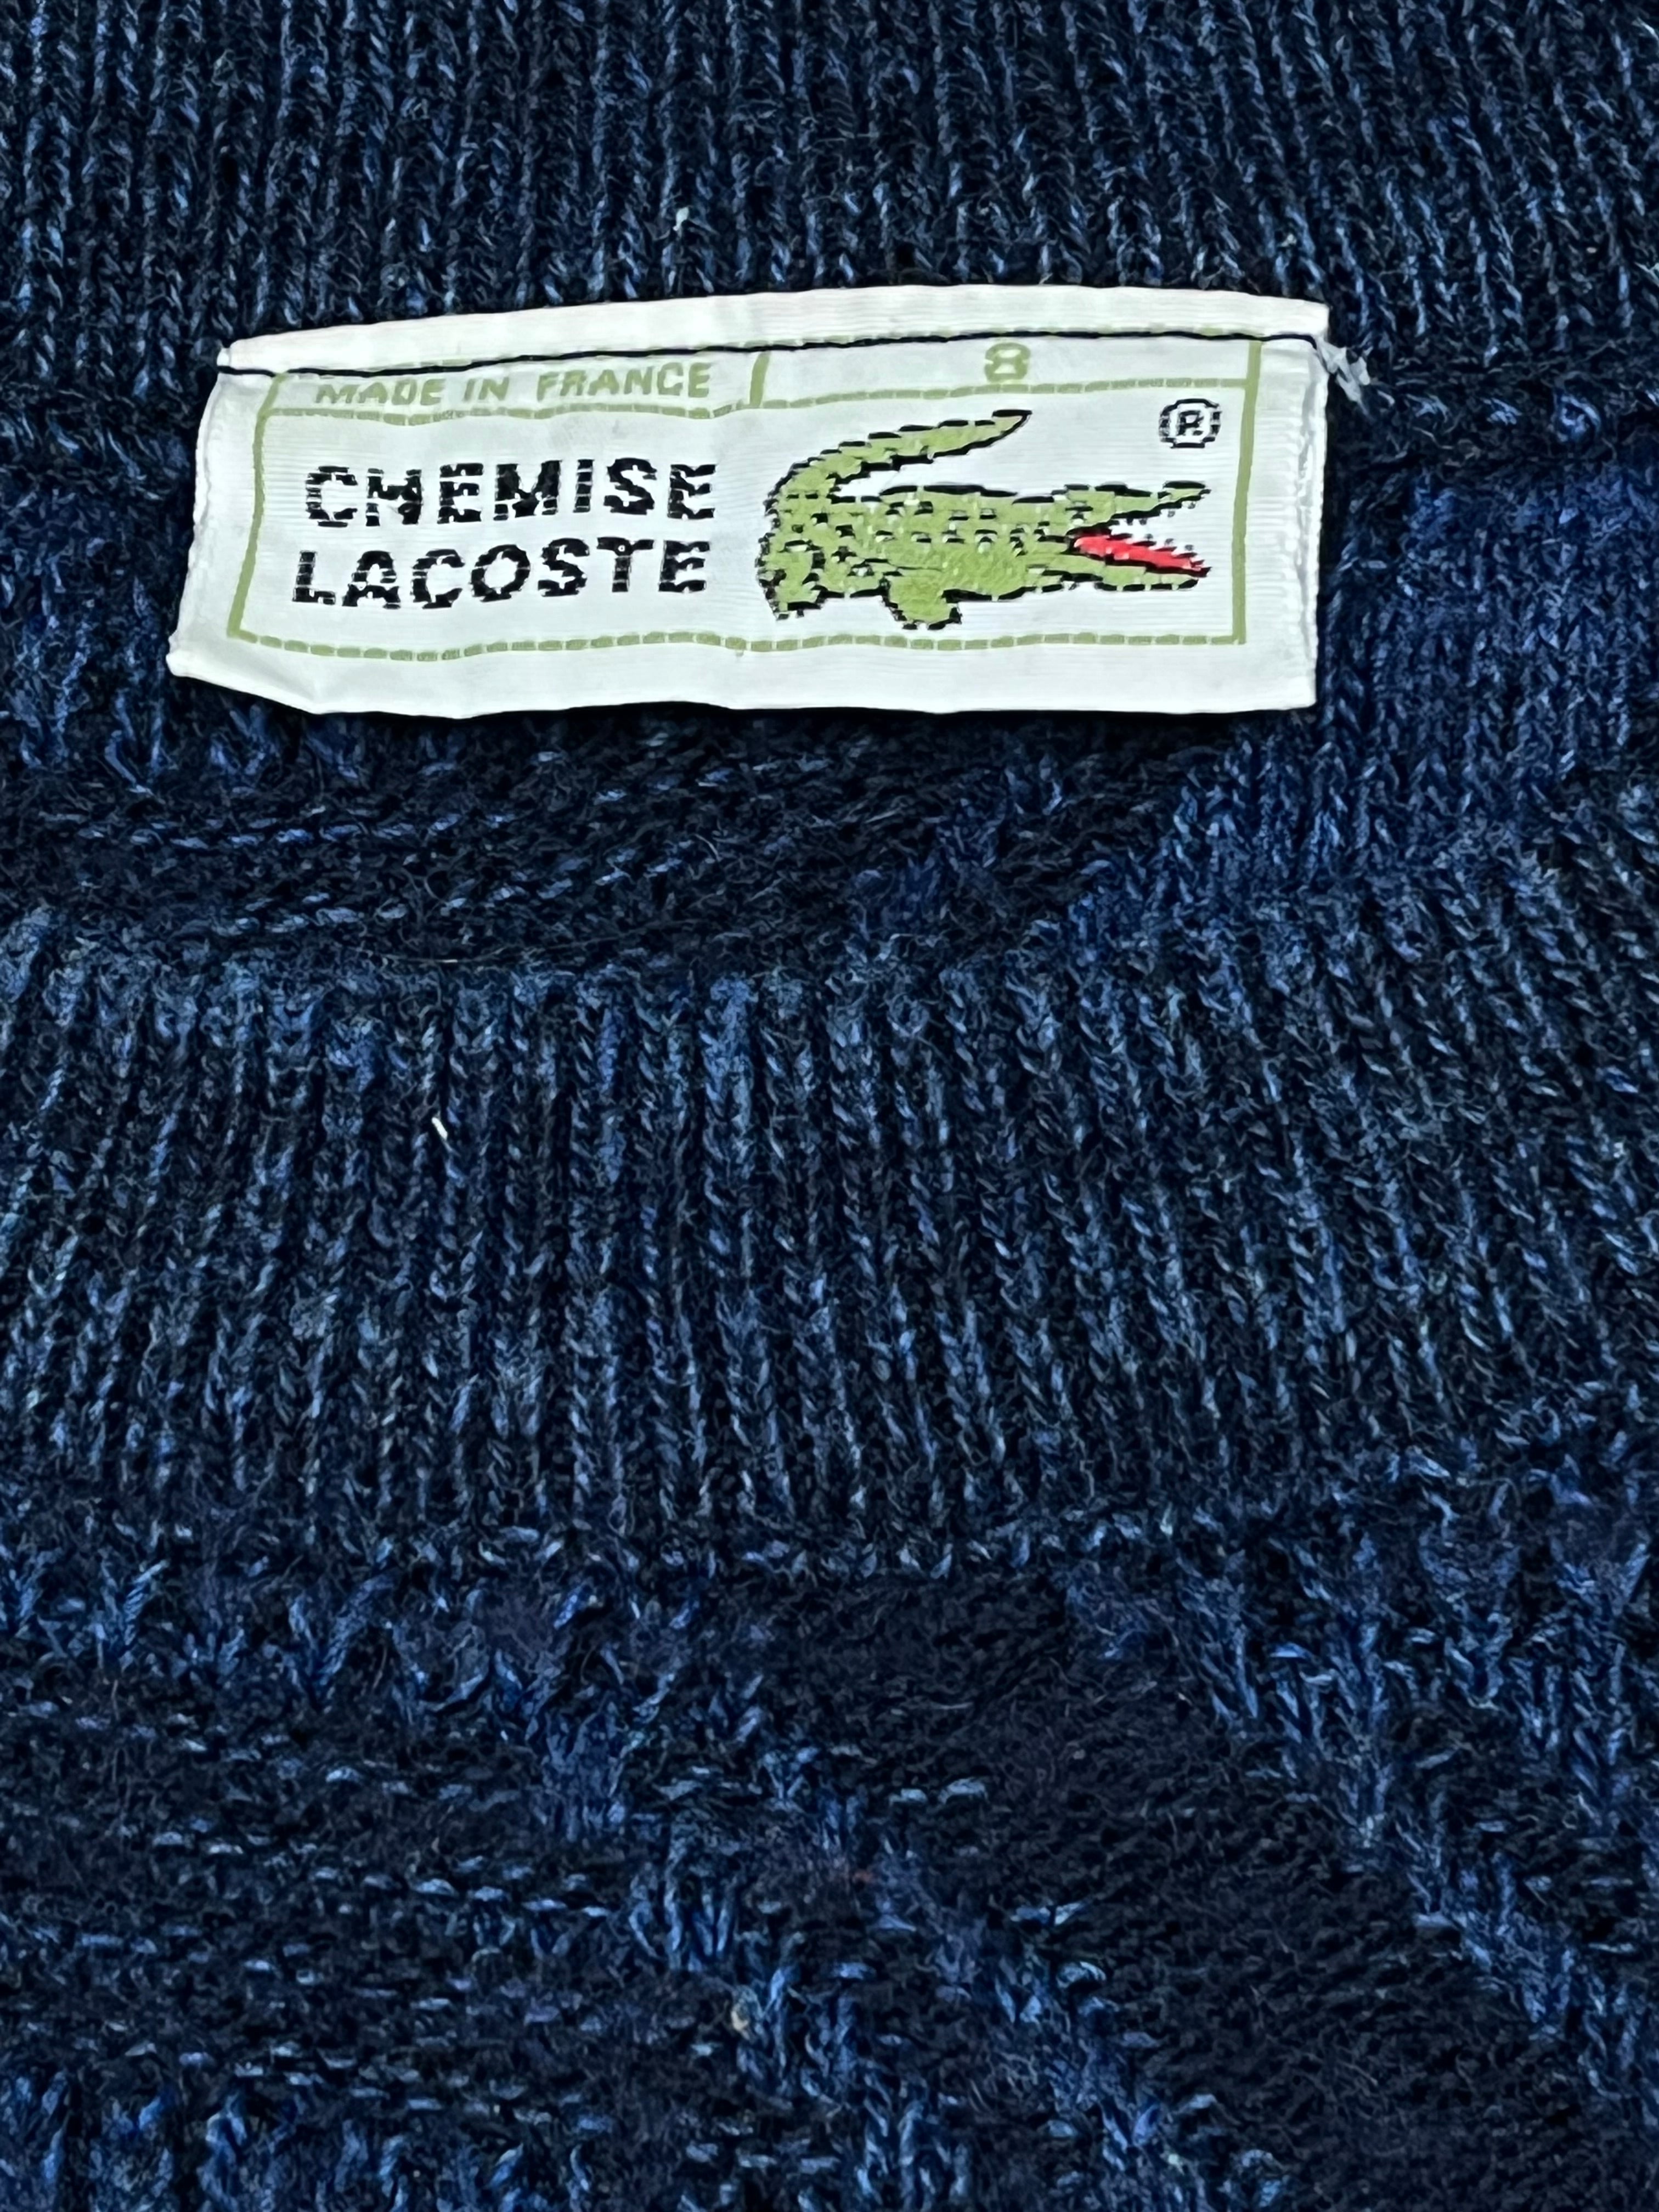 MADE IN FRANCE 8
®
CHEMISE
LACOSTE